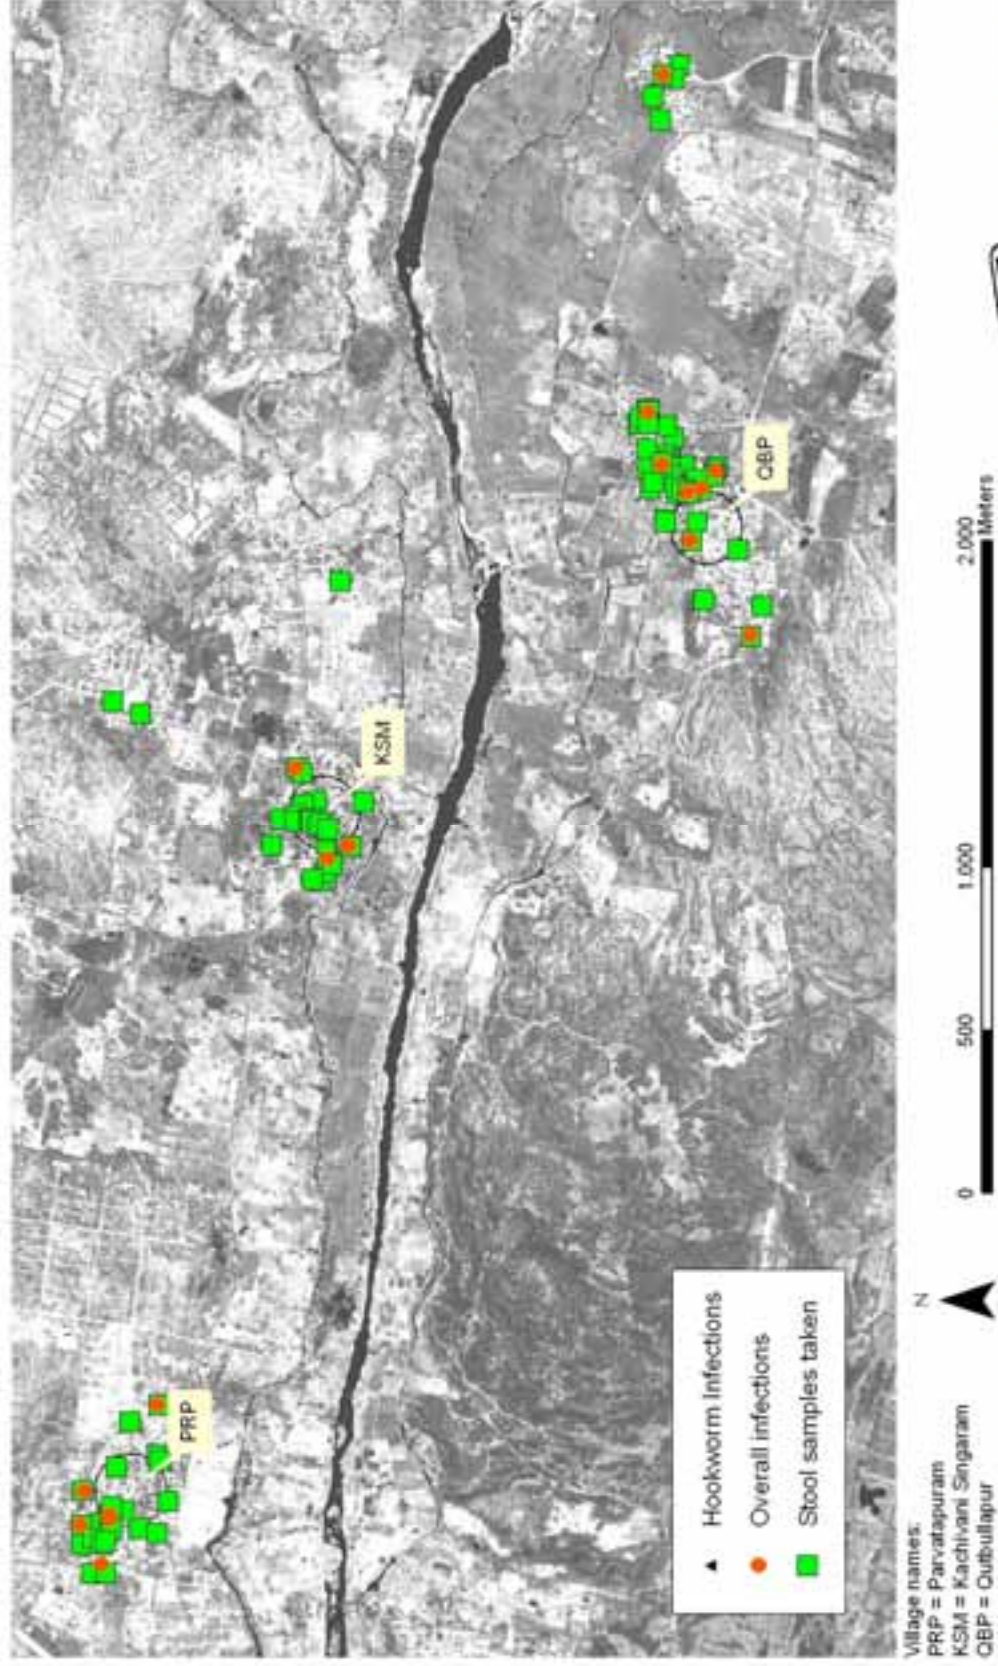 PRP
KSM
QBP
Hookworm Infections
Overall infections
Stool samples taken
Village names:
PRP = Parvatapuram
KSM = Kachivani Singaram
QBP = Qutbullapur
N
0 500 1.000 2.000
Meters